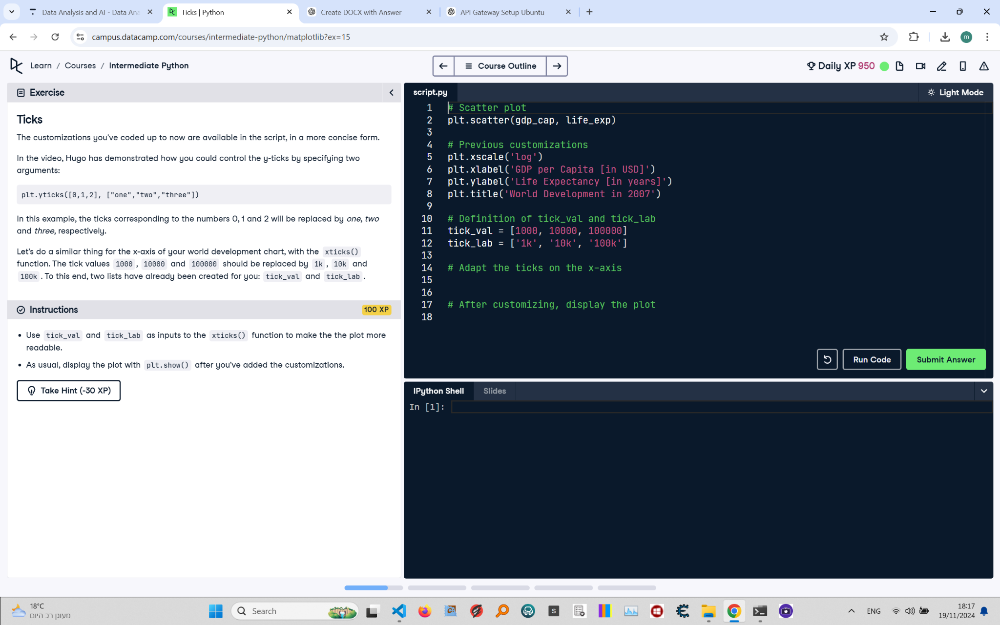 Data Analysis and AI - Data Ana
Ticks | Python
Create DOCX with Answer
API Gateway Setup Ubuntu
campus.datacamp.com/courses/intermediate-python/matplotlib?ex=15
m
Learn / Courses / Intermediate Python
Course Outline
Daily XP 950
Exercise
Ticks
The customizations you've coded up to now are available in the script, in a more concise form.
In the video, Hugo has demonstrated how you could control the y-ticks by specifying two
arguments:
plt.yticks([0,1,2], ["one","two","three"])
In this example, the ticks corresponding to the numbers 0, 1 and 2 will be replaced by one, two
and three, respectively.
Let's do a similar thing for the x-axis of your world development chart, with the xticks()
function. The tick values 1000 , 10000 and 100000 should be replaced by 1k , 10k and
100k . To this end, two lists have already been created for you: tick_val and tick_lab .
Instructions
100 XP
• Use tick_val and tick_lab as inputs to the xticks() function to make the the plot more
readable.
• As usual, display the plot with plt.show() after you've added the customizations.
Take Hint (-30 XP)
script.py
Light Mode
1 # Scatter plot
2 plt.scatter(gdp_cap, life_exp)
3
4 # Previous customizations
5 plt.xscale('log')
6 plt.xlabel('GDP per Capita [in USD]')
7 plt.ylabel('Life Expectancy [in years]')
8 plt.title('World Development in 2007')
9
10 # Definition of tick_val and tick_lab
11 tick_val = [1000, 10000, 100000]
12 tick_lab = ['1k', '10k', '100k']
13
14 # Adapt the ticks on the x-axis
15
16
17 # After customizing, display the plot
18
Run Code
Submit Answer
IPython Shell
Slides
In [1]:
18°C
מעונן רב היום
Search
S
ENG
18:17
19/11/2024